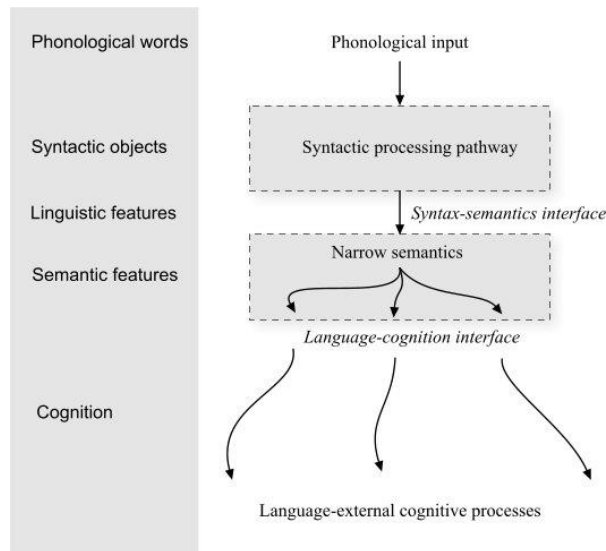 Phonological words
Phonological input
Syntactic objects
Syntactic processing pathway
Linguistic features
Syntax-semantics interface
Narrow semantics
Semantic features
Language-cognition interface
Cognition
Language-external cognitive processes